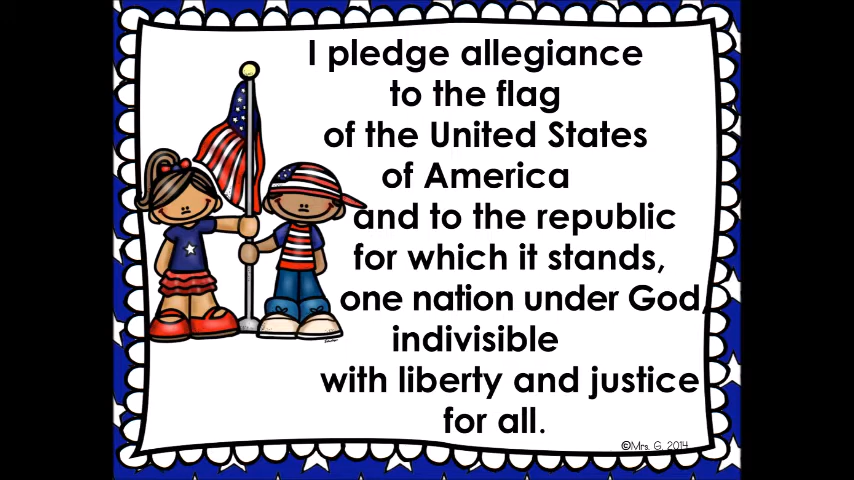 I pledge allegiance
to the flag
of the United States
of America
and to the republic
for which it stands,
one nation under God,
indivisible
with liberty and justice
for all.
©Mrs. G. 2014